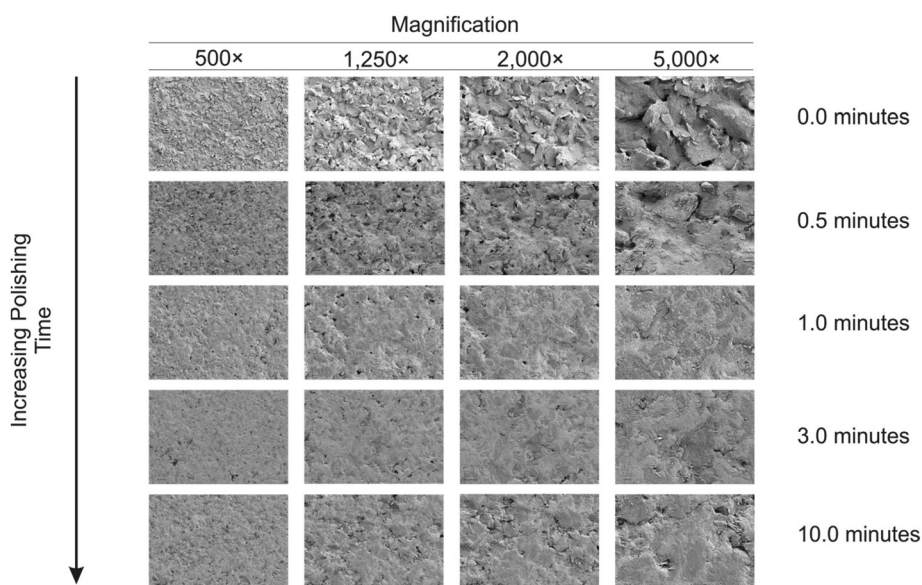 Magnification
500× 1,250× 2,000× 5,000×
0.0 minutes
0.5 minutes
1.0 minutes
3.0 minutes
10.0 minutes
Increasing Polishing
Time